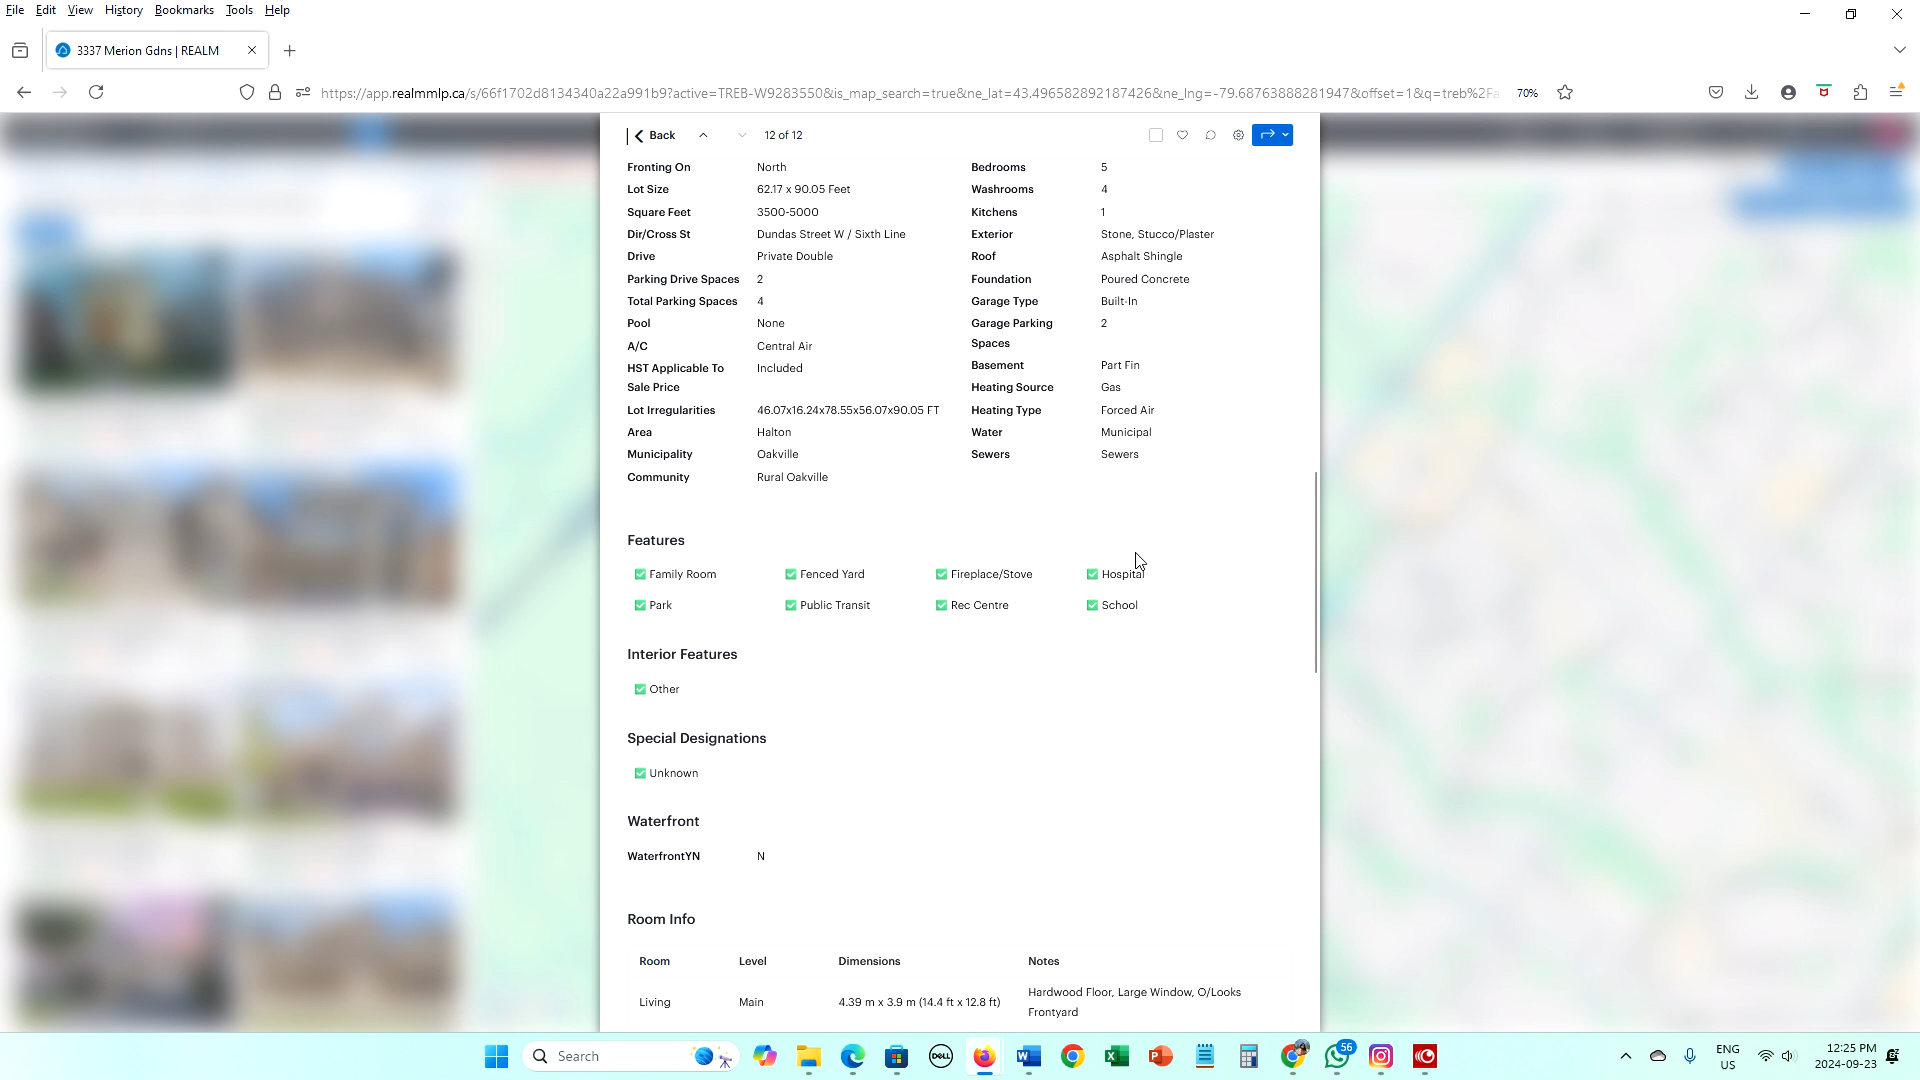 File Edit View History Bookmarks Tools Help
3337 Merion Gdns | REALM
https://app.realmmlp.ca/s/66f1702d8134340a22a991b9?active=TREB-W9283550&is_map_search=true&ne_lat=43.496582892187426&ne_lng=-79.68763888281947&offset=1&q=treb%2Fa
70%
Back 12 of 12
Fronting On North Bedrooms 5
Lot Size 62.17 x 90.05 Feet Washrooms 4
Square Feet 3500-5000 Kitchens 1
Dir/Cross St Dundas Street W / Sixth Line Exterior Stone, Stucco/Plaster
Drive Private Double Roof Asphalt Shingle
Parking Drive Spaces 2 Foundation Poured Concrete
Total Parking Spaces 4 Garage Type Built-In
Pool None Garage Parking 2
Spaces
A/C Central Air
HST Applicable To Included Basement Part Fin
Sale Price Heating Source Gas
Lot Irregularities 46.07x16.24x78.55x56.07x90.05 FT Heating Type Forced Air
Area Halton Water Municipal
Municipality Oakville Sewers Sewers
Community Rural Oakville
Features
Family Room Fenced Yard Fireplace/Stove Hospital
Park Public Transit Rec Centre School
Interior Features
Other
Special Designations
Unknown
Waterfront
WaterfrontYN N
Room Info
Room Level Dimensions Notes
Living Main 4.39 m x 3.9 m (14.4 ft x 12.8 ft) Hardwood Floor, Large Window, O/Looks
Frontyard
Search
DELL
56
ENG
US
12:25 PM
2024-09-23